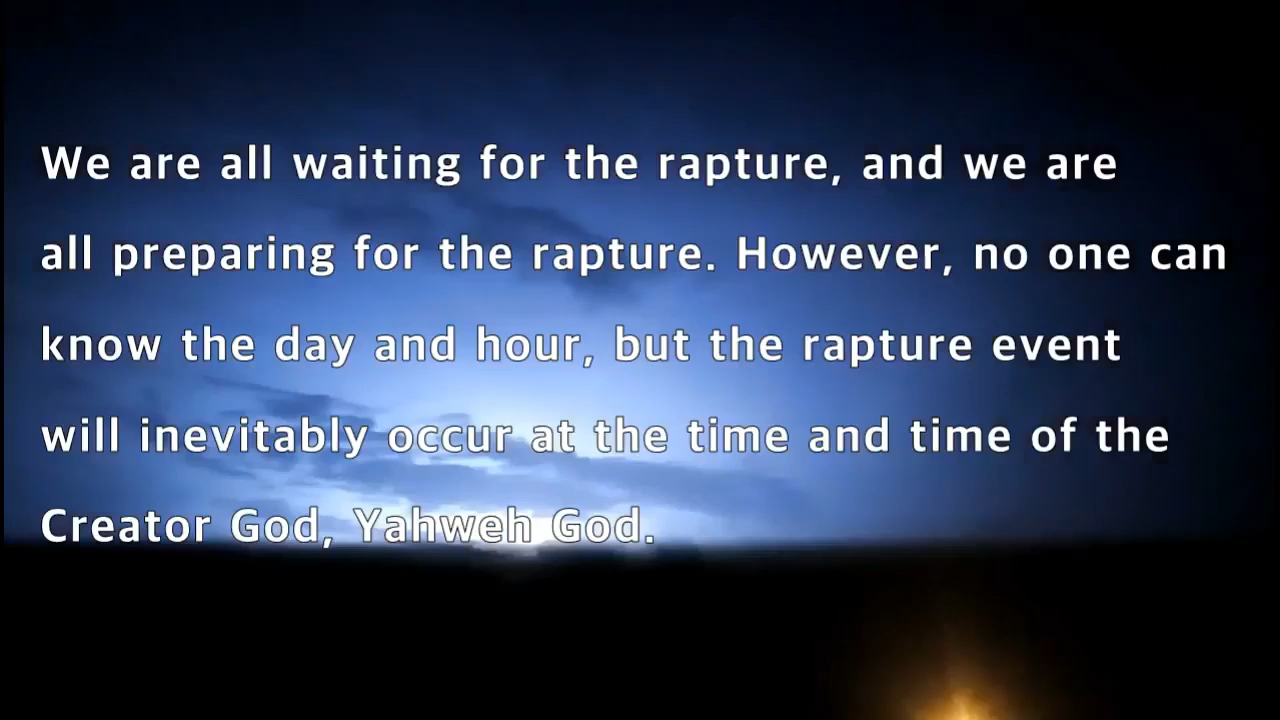 We are all waiting for the rapture, and we are
all preparing for the rapture. However, no one can
know the day and hour, but the rapture event
will inevitably occur at the time and time of the
Creator God, Yahweh God.